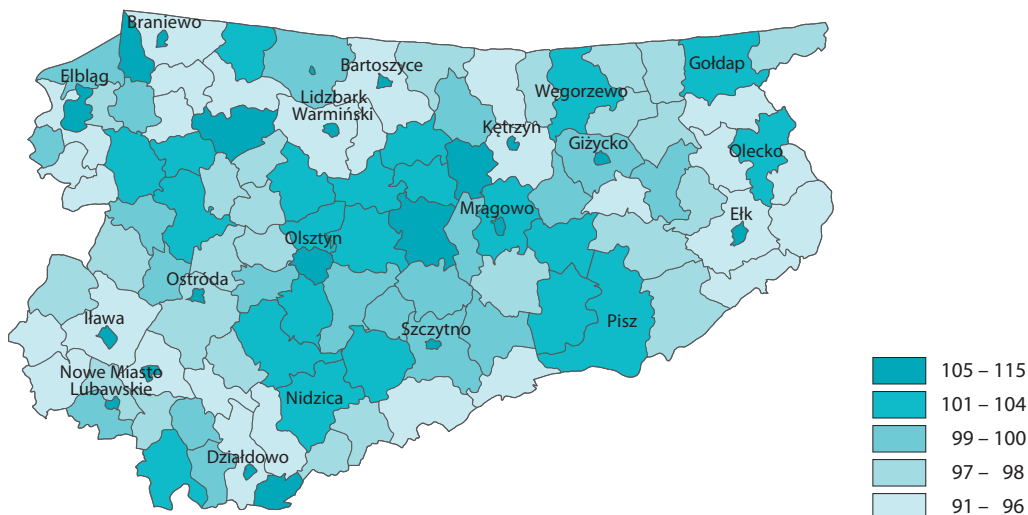 Braniewo
Gołdap
Bartoszyce
Elbląg
Węgorzewo
Lidzbark
Warmiński
Kętrzyn
Giżycko
Olecko
Mrągowo
Ełk
Olsztyn
Ostróda
Iława
Szczytno
Pisz
Nowe Miasto
Lubawskie
Nidzica
Działdowo
105 – 115
101 – 104
99 – 100
97 – 98
91 – 96